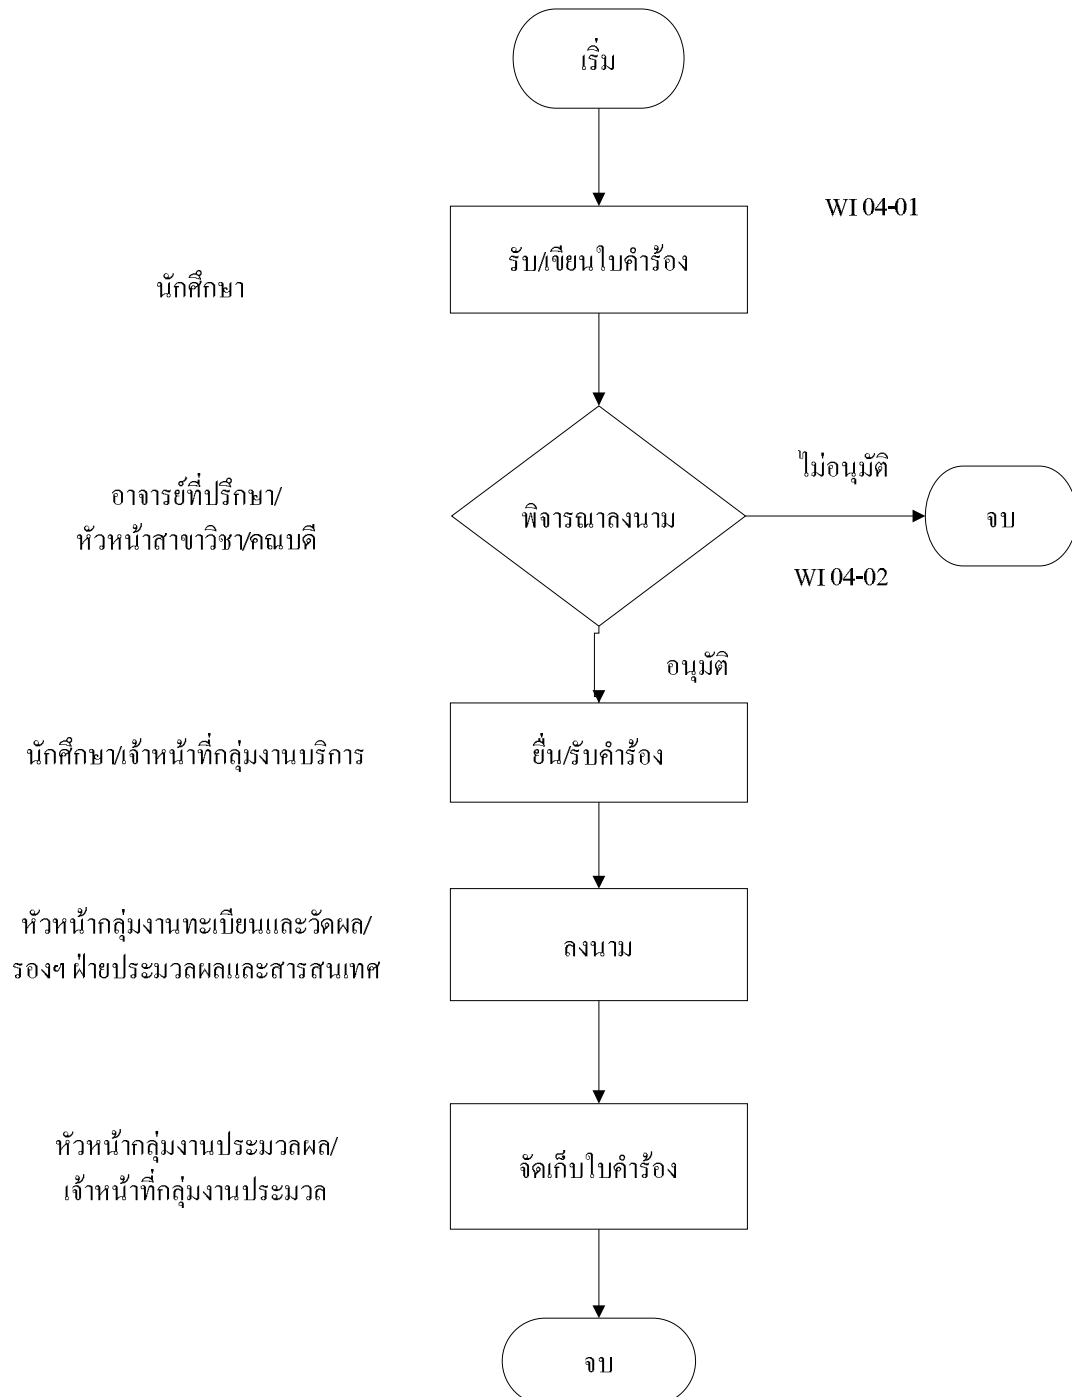 เริ่ม
WI 04-01
รับ/เขียนใบคำร้อง
นักศึกษา
ไม่อนุมัติ
อาจารย์ที่ปรึกษา/
หัวหน้าสาขาวิชา/คณบดี
พิจารณาลงนาม
จบ
WI 04-02
อนุมัติ
นักศึกษา/เจ้าหน้าที่กลุ่มงานบริการ
ยื่น/รับคำร้อง
หัวหน้ากลุ่มงานทะเบียนและวัดผล/
รองฯ ฝ่ายประมวลผลและสารสนเทศ
ลงนาม
หัวหน้ากลุ่มงานประมวลผล/
เจ้าหน้าที่กลุ่มงานประมวล
จัดเก็บใบคำร้อง
จบ